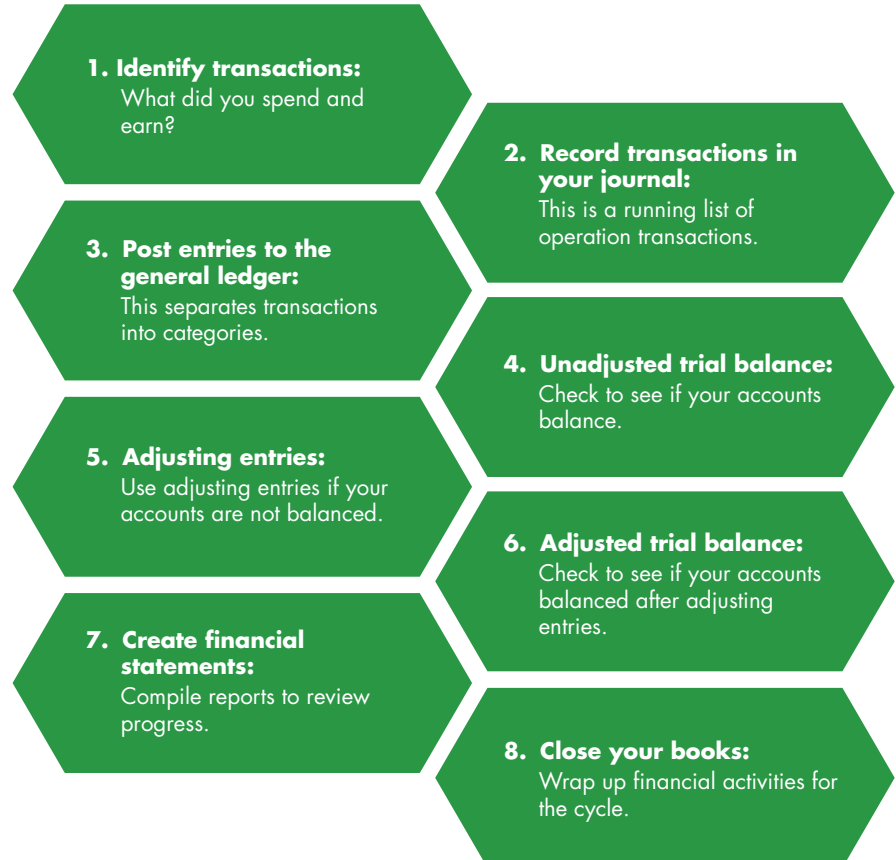 1. Identify transactions:
What did you spend and
earn?
2. Record transactions in
your journal:
This is a running list of
operation transactions.
3. Post entries to the
general ledger:
This separates transactions
into categories.
4. Unadjusted trial balance:
Check to see if your accounts
balance.
5. Adjusting entries:
Use adjusting entries if your
accounts are not balanced.
6. Adjusted trial balance:
Check to see if your accounts
balanced after adjusting
entries.
7. Create financial
statements:
Compile reports to review
progress.
8. Close your books:
Wrap up financial activities for
the cycle.